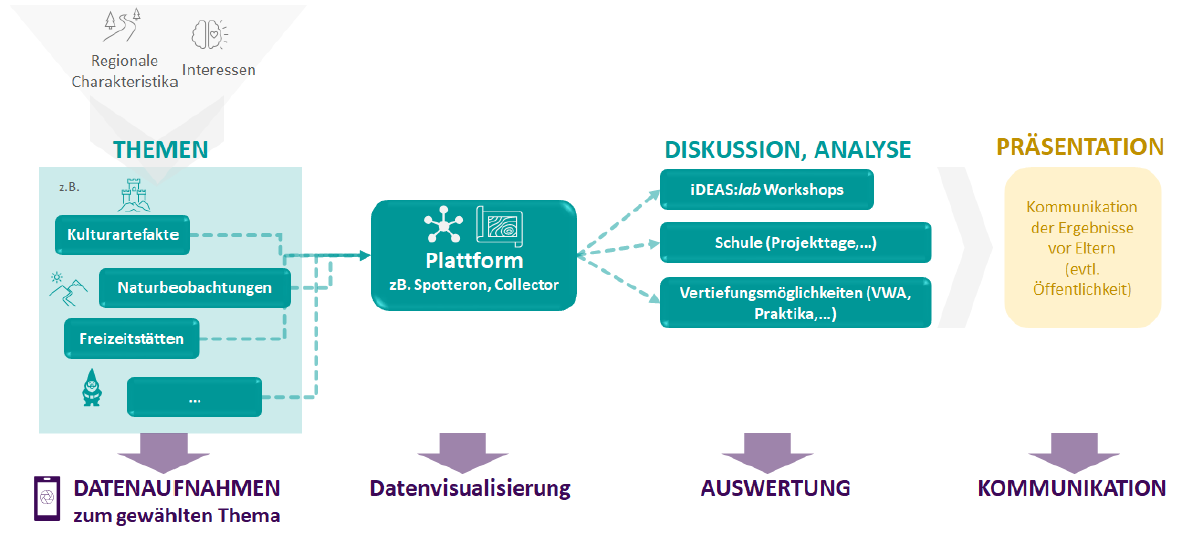 Regionale
Charakteristika
Interessen
THEMEN
z.B.
Kulturartefakte
Naturbeobachtungen
Freizeitstätten
...
Plattform
zB. Spotteron, Collector
DISKUSSION, ANALYSE
iDEAS:lab Workshops
Schule (Projekttage,...)
Vertiefungsmöglichkeiten (VWA,
Praktika,...)
PRÄSENTATION
Kommunikation
der Ergebnisse
vor Eltern
(evtl.
Öffentlichkeit)
DATENAUFNAHMEN
zum gewählten Thema
Datenvisualisierung
AUSWERTUNG
KOMMUNIKATION